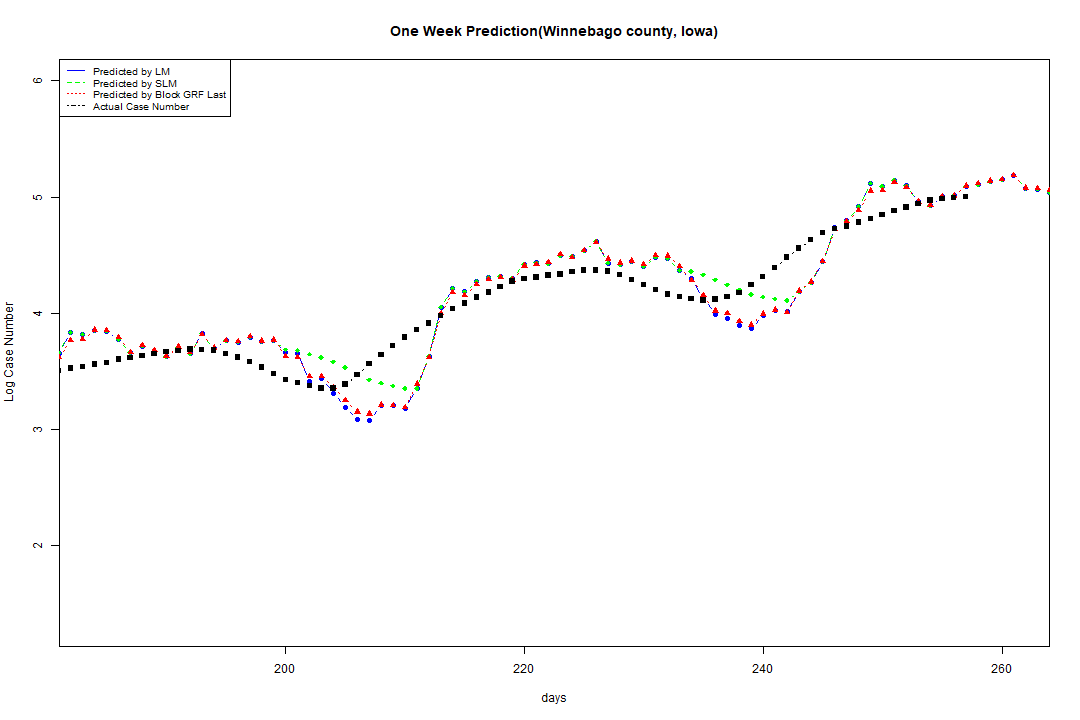 One Week Prediction(Winnebago county, Iowa)
Predicted by LM
Predicted by SLM
Predicted by Block GRF Last
Actual Case Number
6
5
4
3
2
Log Case Number
200
220
240
260
days